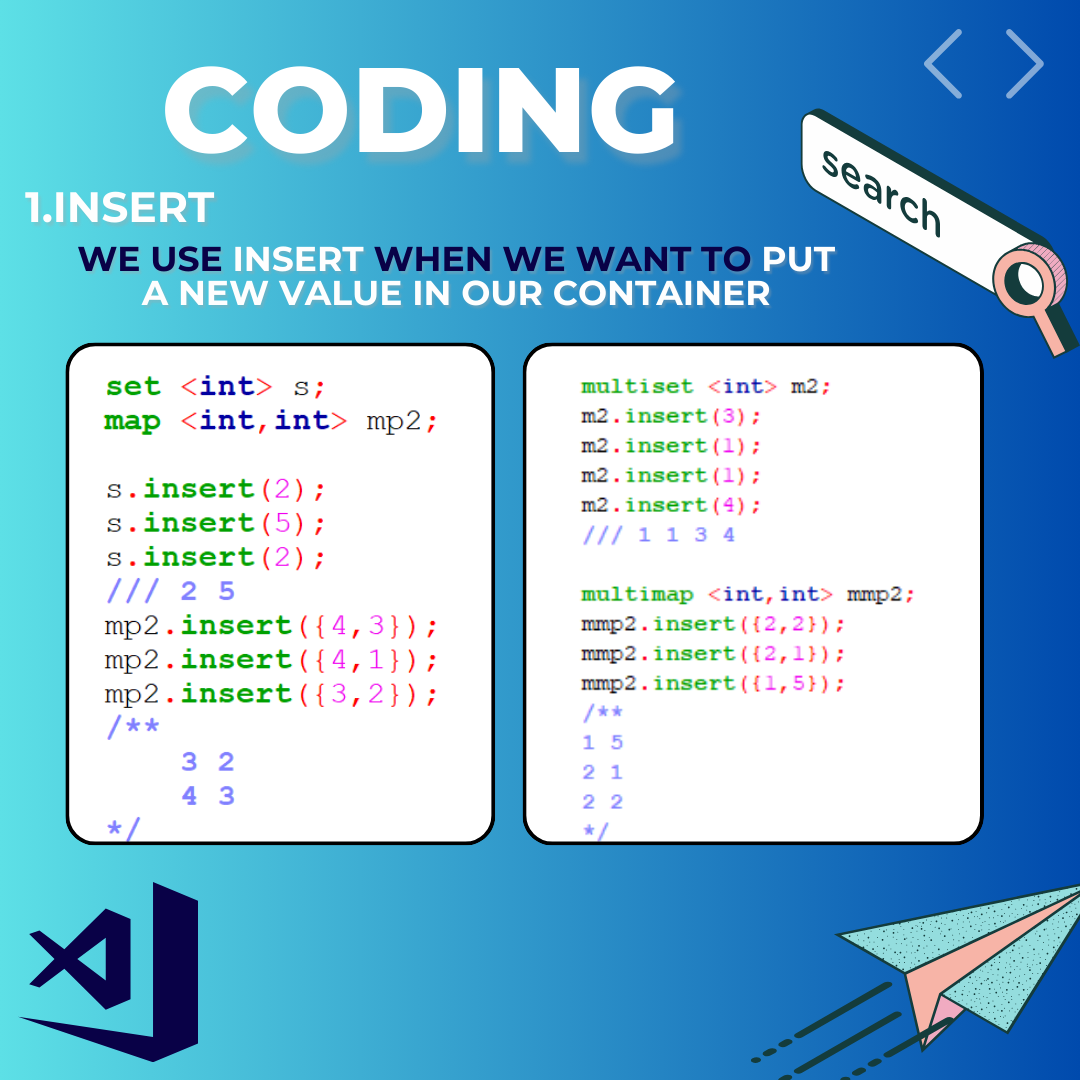 CODING
search
1.INSERT
WE USE INSERT WHEN WE WANT TO PUT
A NEW VALUE IN OUR CONTAINER
set <int> s;
map <int,int> mp2;
s.insert(2);
s.insert(5);
s.insert(2);
/// 2 5
mp2.insert({4,3});
mp2.insert({4,1});
mp2.insert({3,2});
/**
3 2
4 3
*/
multiset <int> m2;
m2.insert(3);
m2.insert(1);
m2.insert(1);
m2.insert(4);
/// 1 1 3 4
multimap <int,int> mmp2;
mmp2.insert({2,2});
mmp2.insert({2,1});
mmp2.insert({1,5});
/**
1 5
2 1
2 2
*/